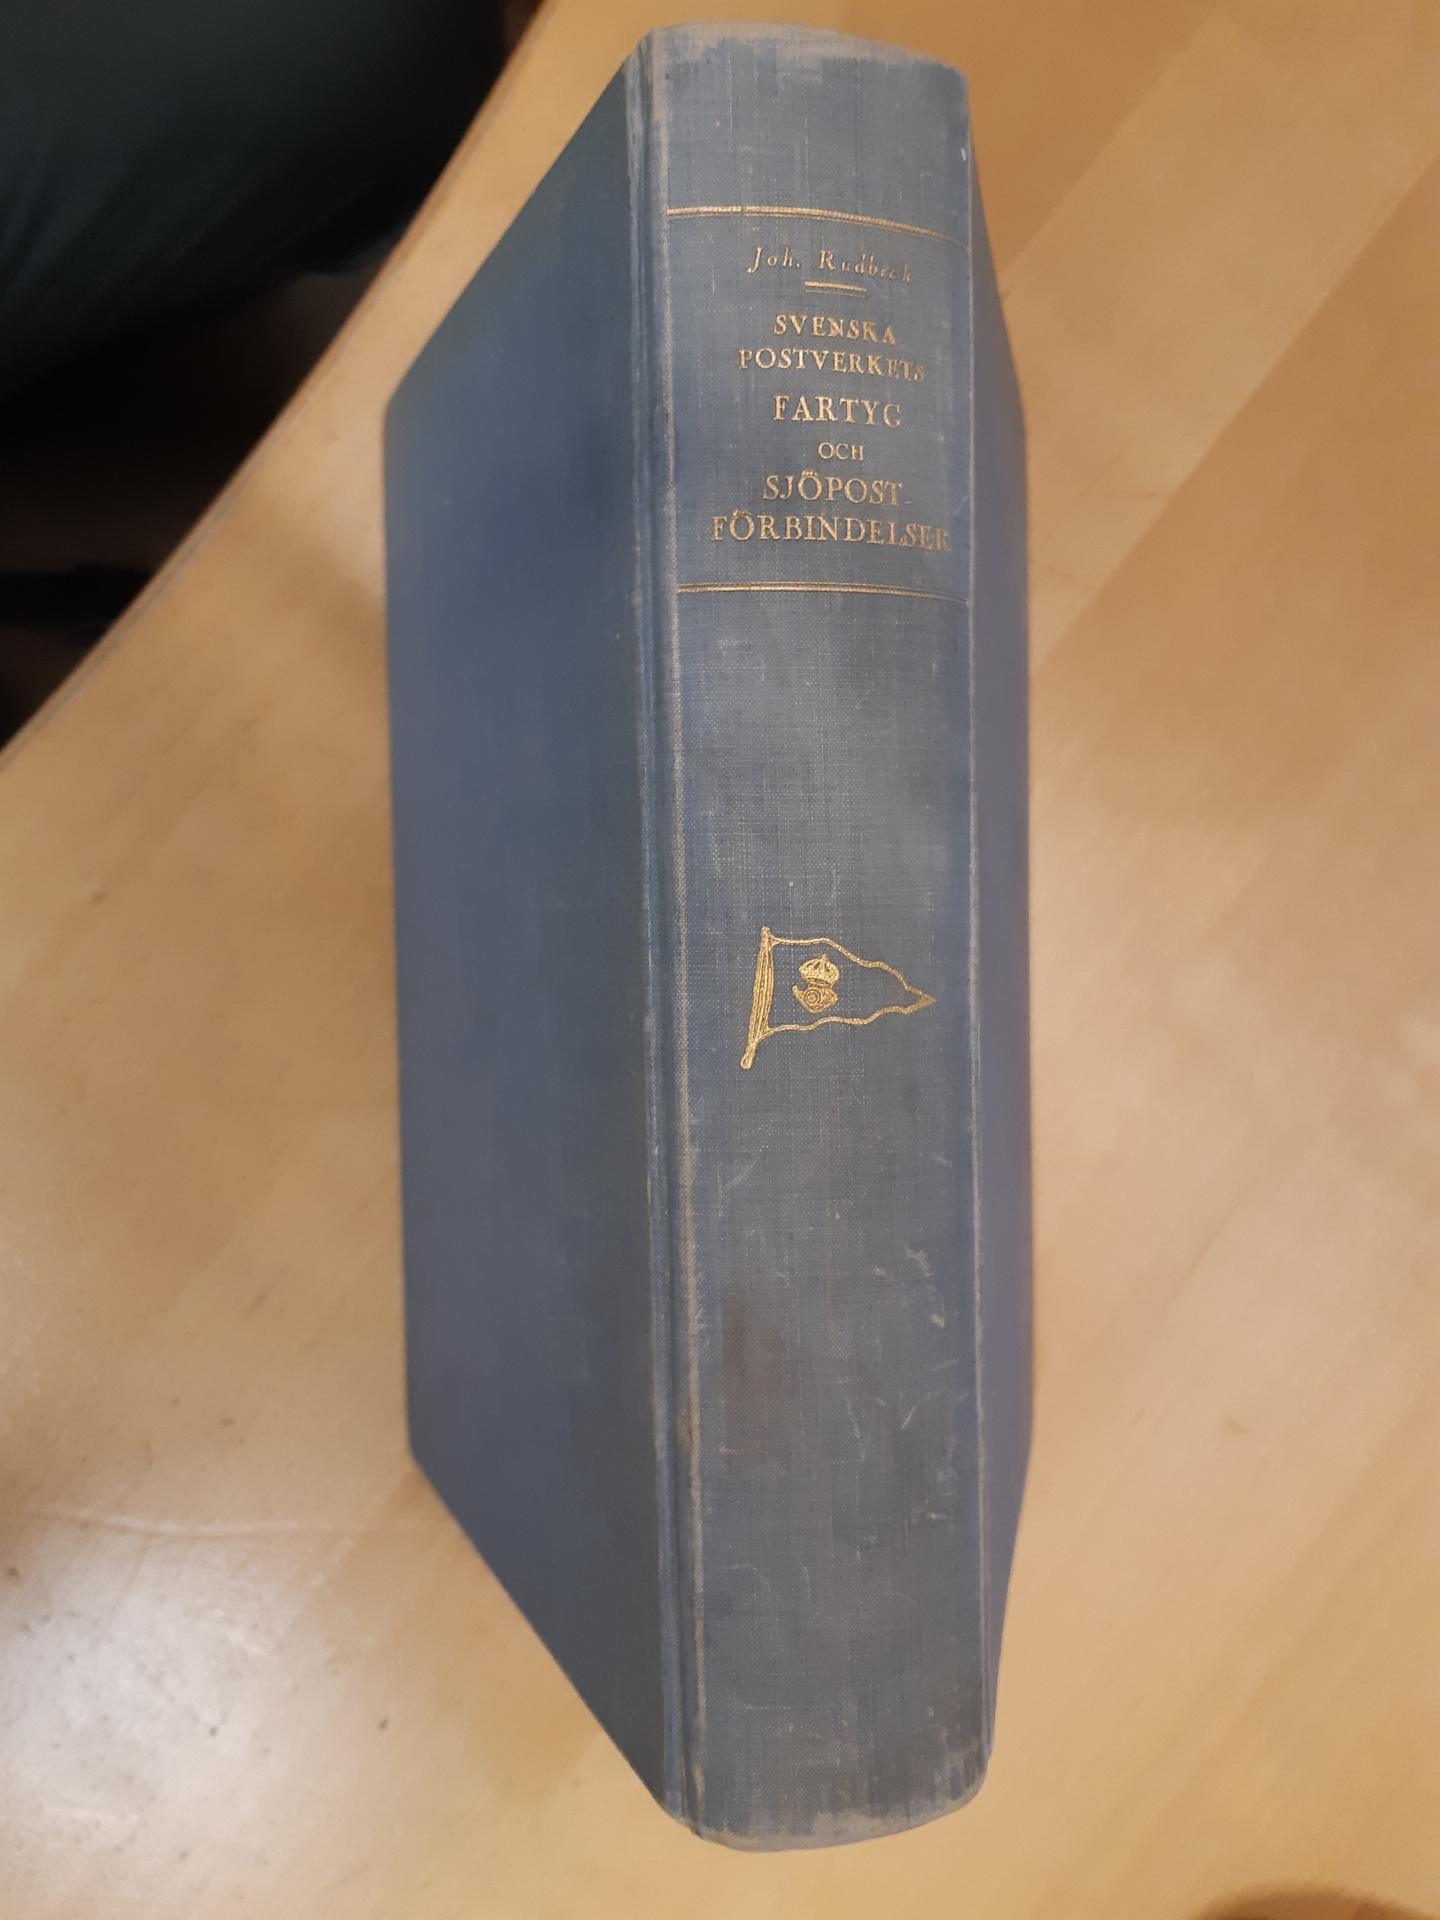 Joh. Rudbeck
SVENSKA
POSTVERKETS
FARTYG
OCH
SJÖPOST-
FÖRBINDELSER